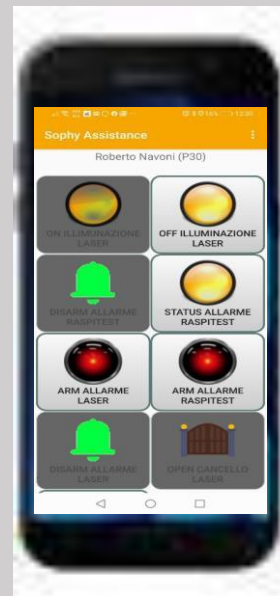 Sophy Assistance
Roberto Navoni (P30)
ON ILLUMINAZIONE
LASER
OFF ILLUMINAZIONE
LASER
DISARM ALLARME
RASPITEST
STATUS ALLARME
RASPITEST
ARM ALLARME
LASER
ARM ALLARME
RASPITEST
DISARM ALLARME
LASER
OPEN CANCELLO
LASER